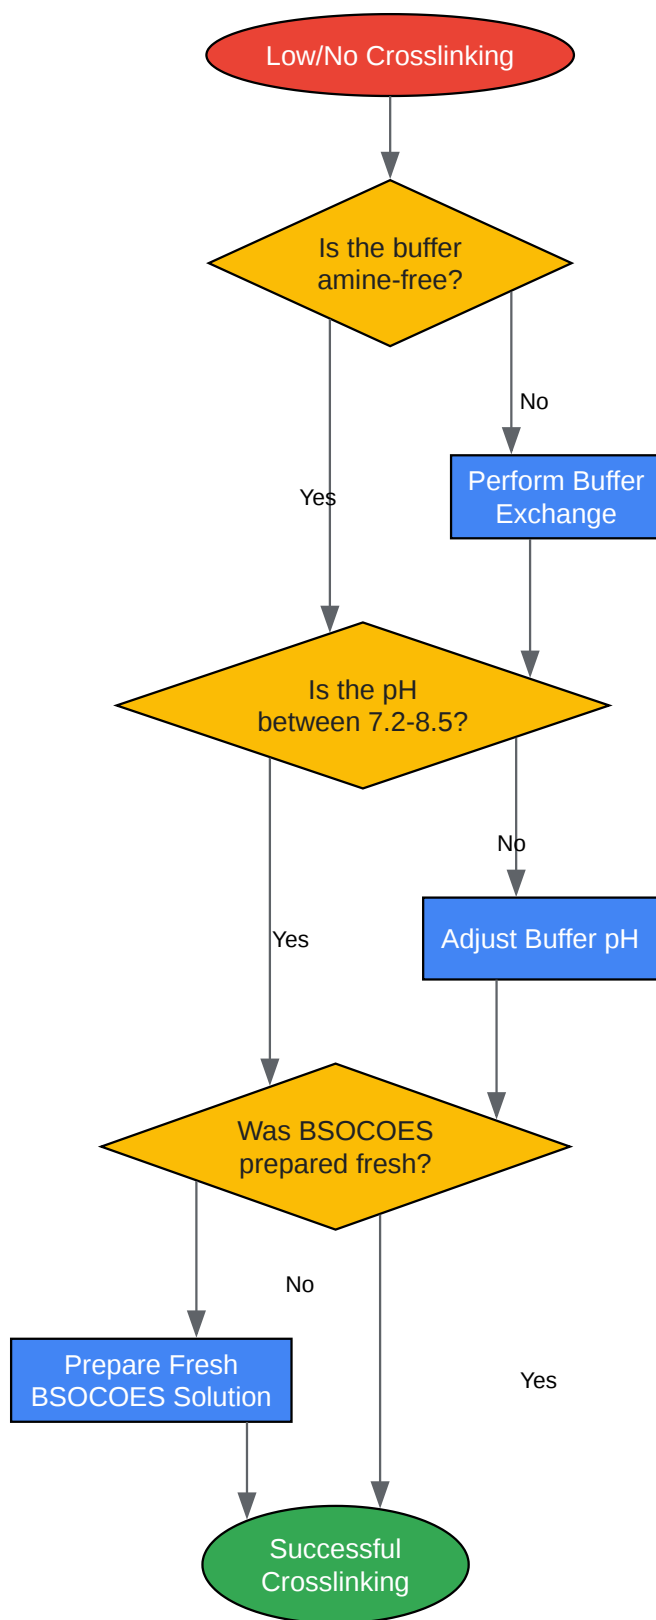 Low/No Crosslinking
Is the buffer
amine-free?
No
Perform Buffer
Exchange
Yes
Is the pH
between 7.2-8.5?
No
Adjust Buffer pH
Yes
Was BSOCOES
prepared fresh?
No
Prepare Fresh
BSOCOES Solution
Yes
Successful
Crosslinking